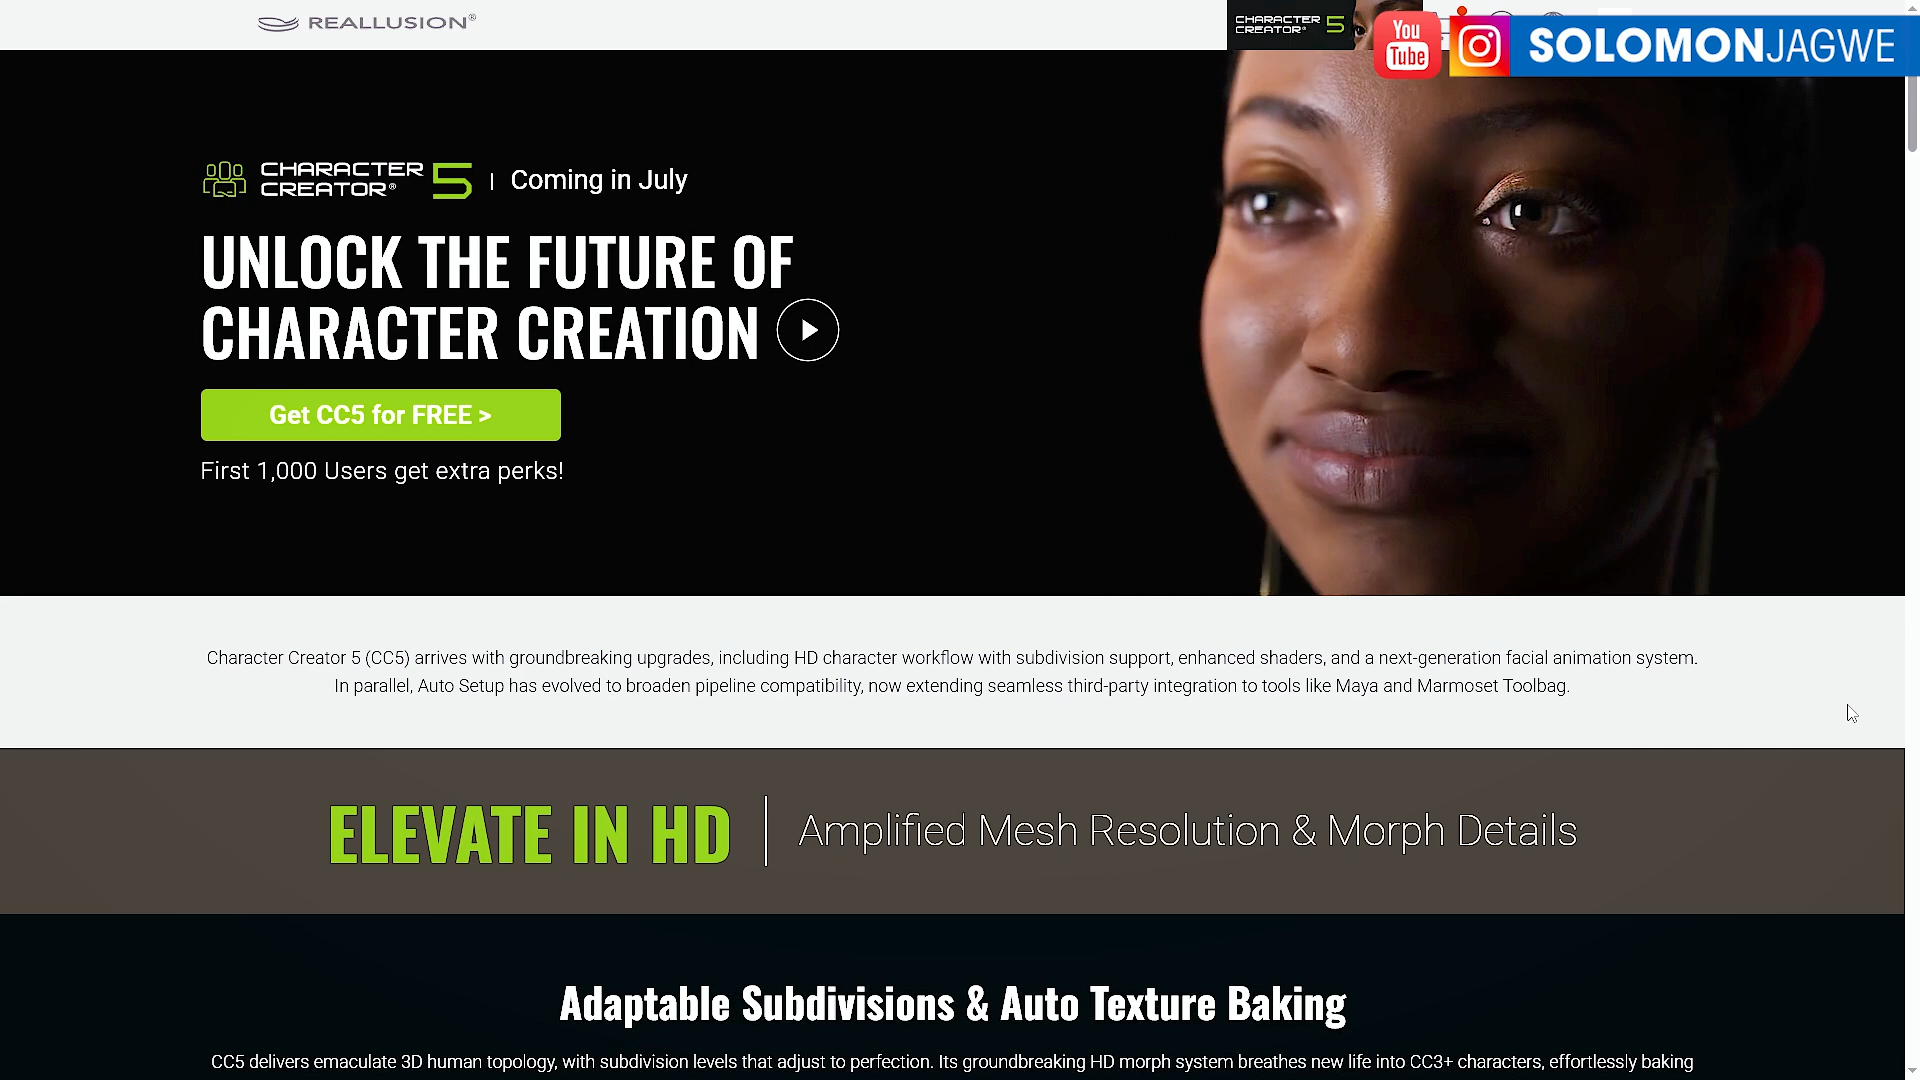 REALLUSION®
CHARACTER CREATOR® 5
You Tube
SOLOMONJAGWE
CHARACTER CREATOR® 5 | Coming in July
UNLOCK THE FUTURE OF
CHARACTER CREATION
Get CC5 for FREE >
First 1,000 Users get extra perks!
Character Creator 5 (CC5) arrives with groundbreaking upgrades, including HD character workflow with subdivision support, enhanced shaders, and a next-generation facial animation system.
In parallel, Auto Setup has evolved to broaden pipeline compatibility, now extending seamless third-party integration to tools like Maya and Marmoset Toolbag.
ELEVATE IN HD | Amplified Mesh Resolution & Morph Details
Adaptable Subdivisions & Auto Texture Baking
CC5 delivers emaculate 3D human topology, with subdivision levels that adjust to perfection. Its groundbreaking HD morph system breathes new life into CC3+ characters, effortlessly baking